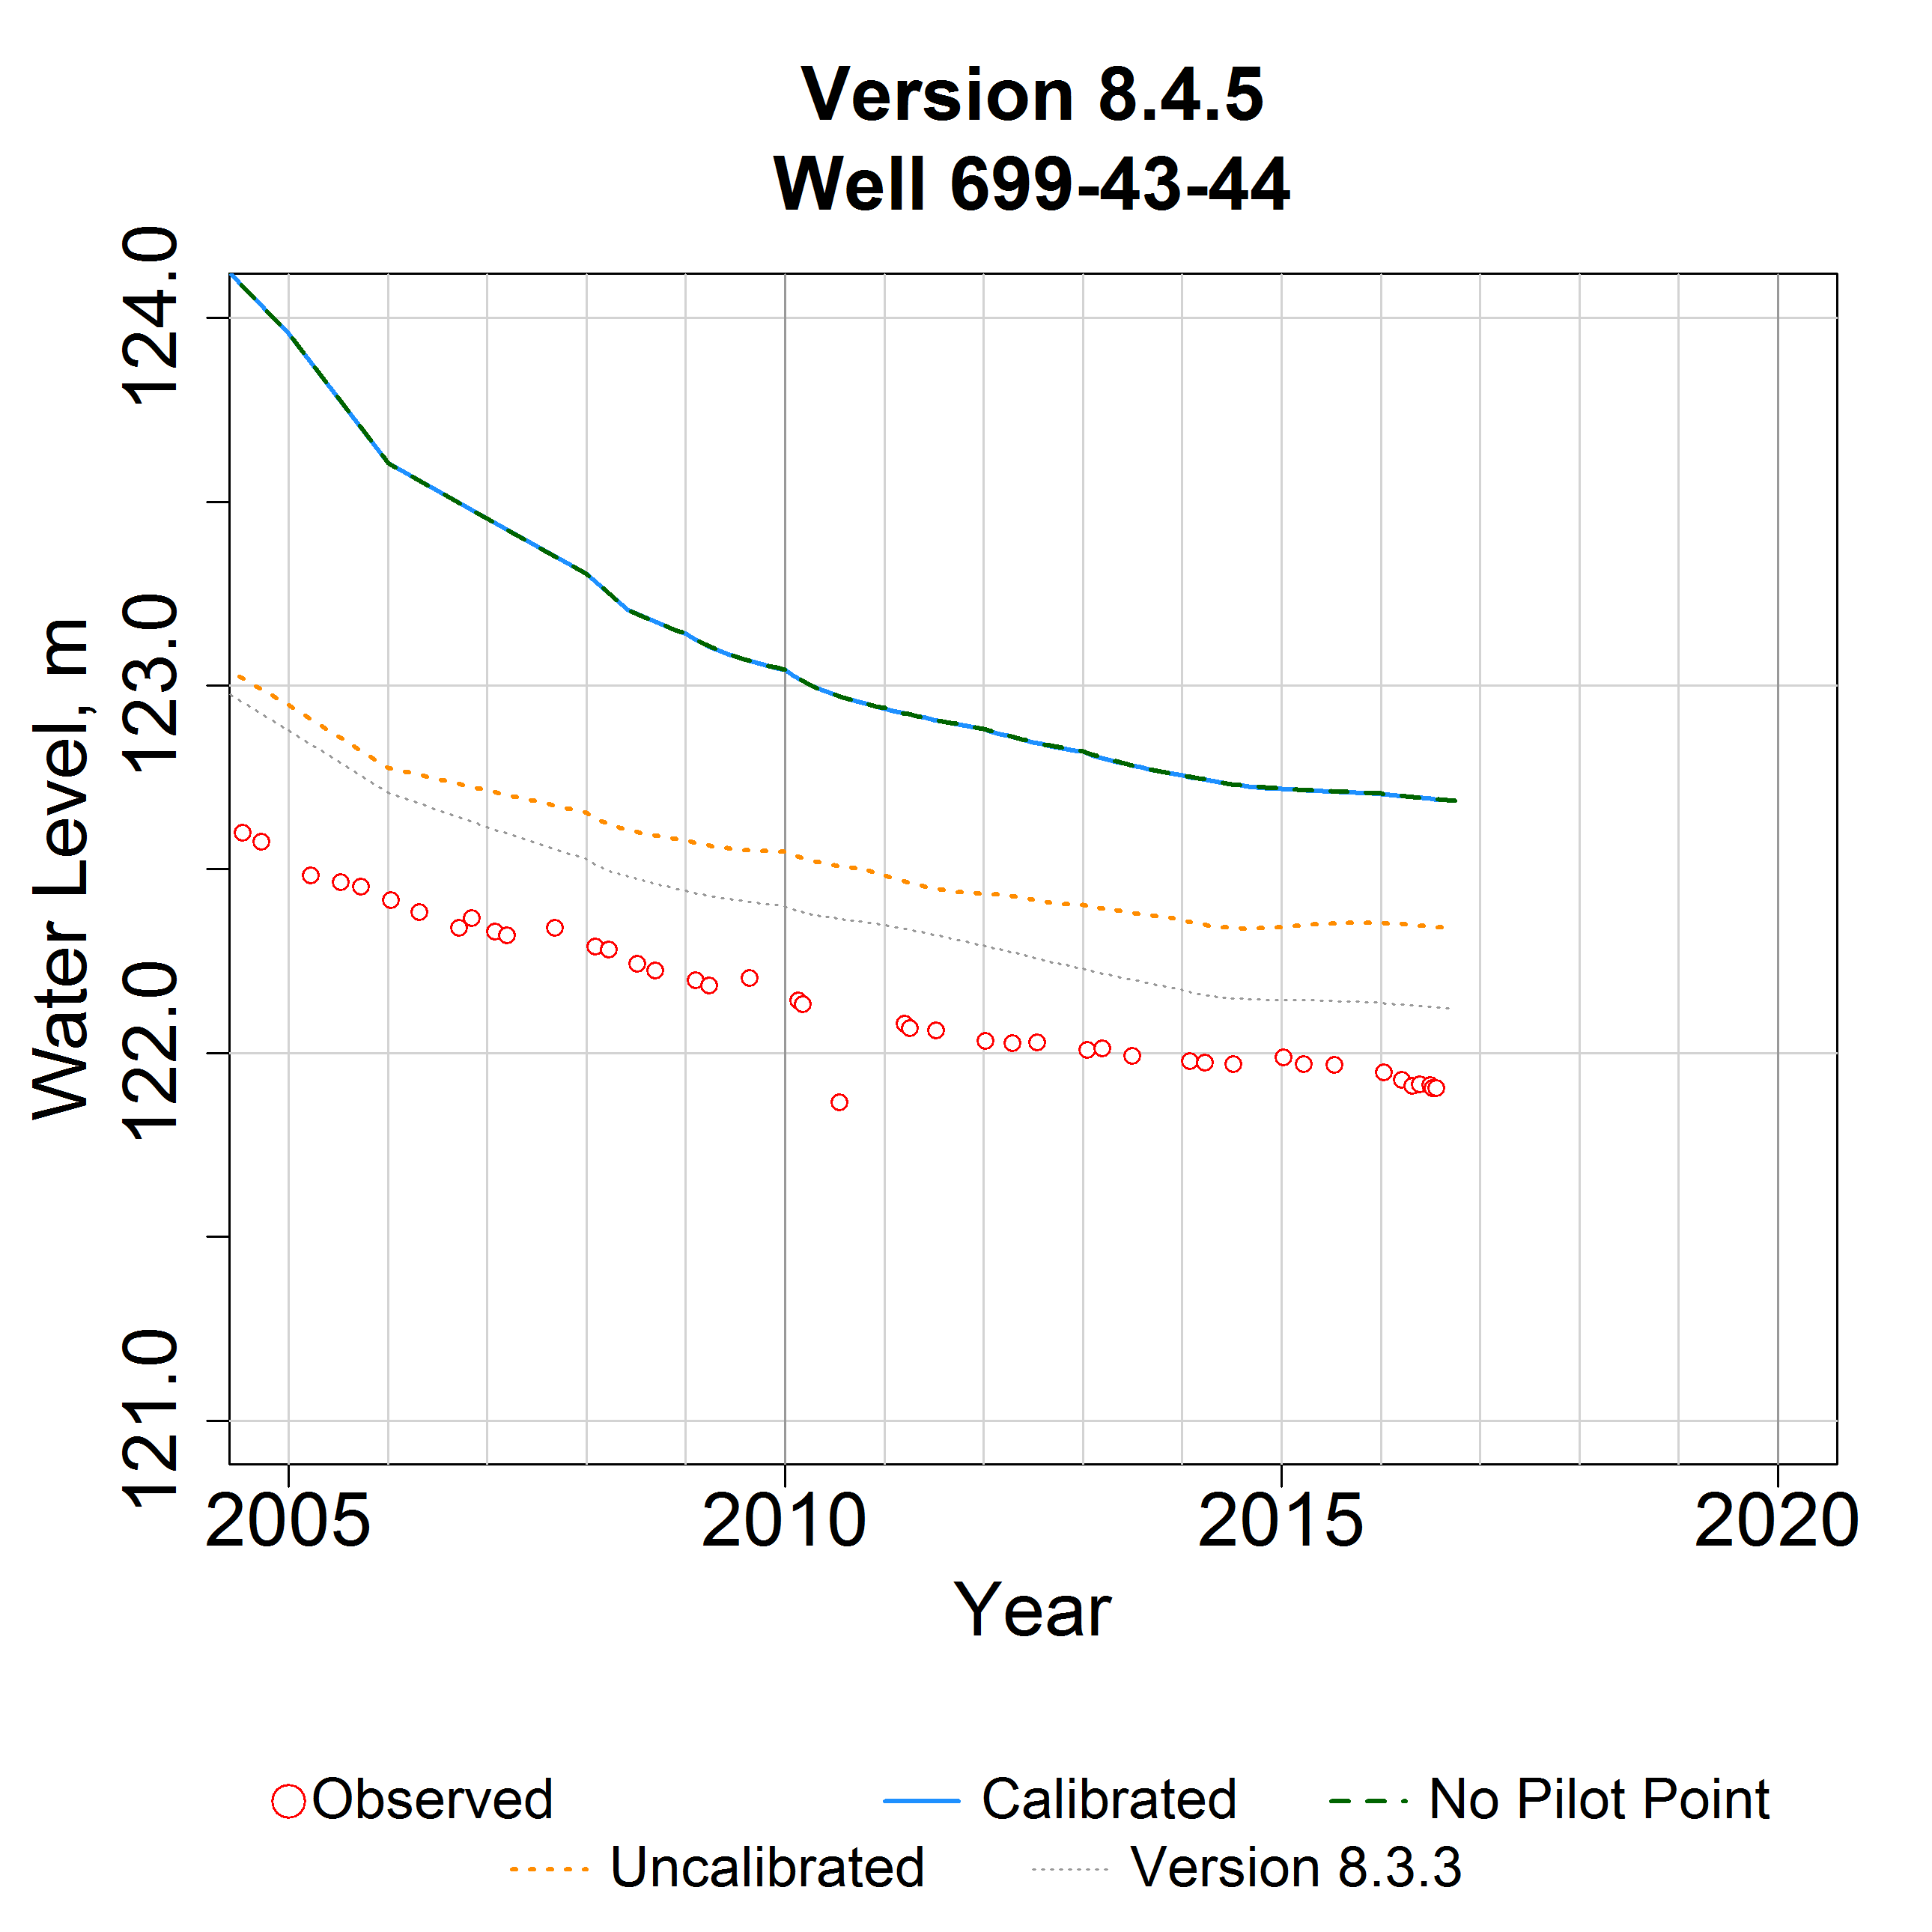 Version 8.4.5
Well 699-43-44
Water Level, m
124.0
123.0
122.0
121.0
2005 2010 2015 2020
Year
Observed Calibrated No Pilot Point
Uncalibrated Version 8.3.3